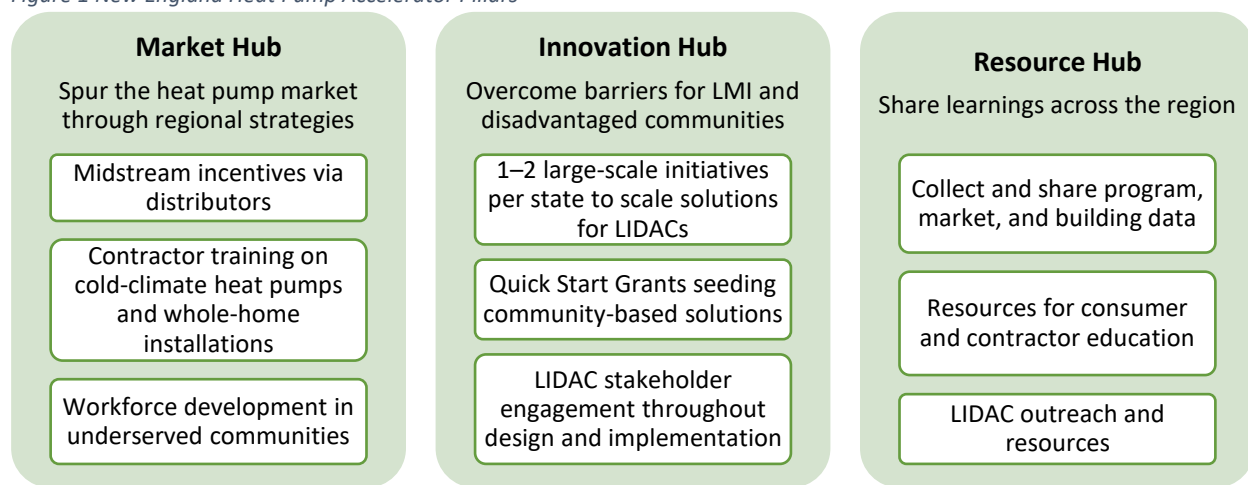 Figure 1 New England Heat Pump Accelerator Pillars
Market Hub
Spur the heat pump market
through regional strategies
Midstream incentives via
distributors
Contractor training on
cold-climate heat pumps
and whole-home
installations
Workforce development in
underserved communities
Innovation Hub
Overcome barriers for LMI and
disadvantaged communities
1–2 large-scale initiatives
per state to scale solutions
for LIDACs
Quick Start Grants seeding
community-based solutions
LIDAC stakeholder
engagement throughout
design and implementation
Resource Hub
Share learnings across the region
Collect and share program,
market, and building data
Resources for consumer
and contractor education
LIDAC outreach and
resources